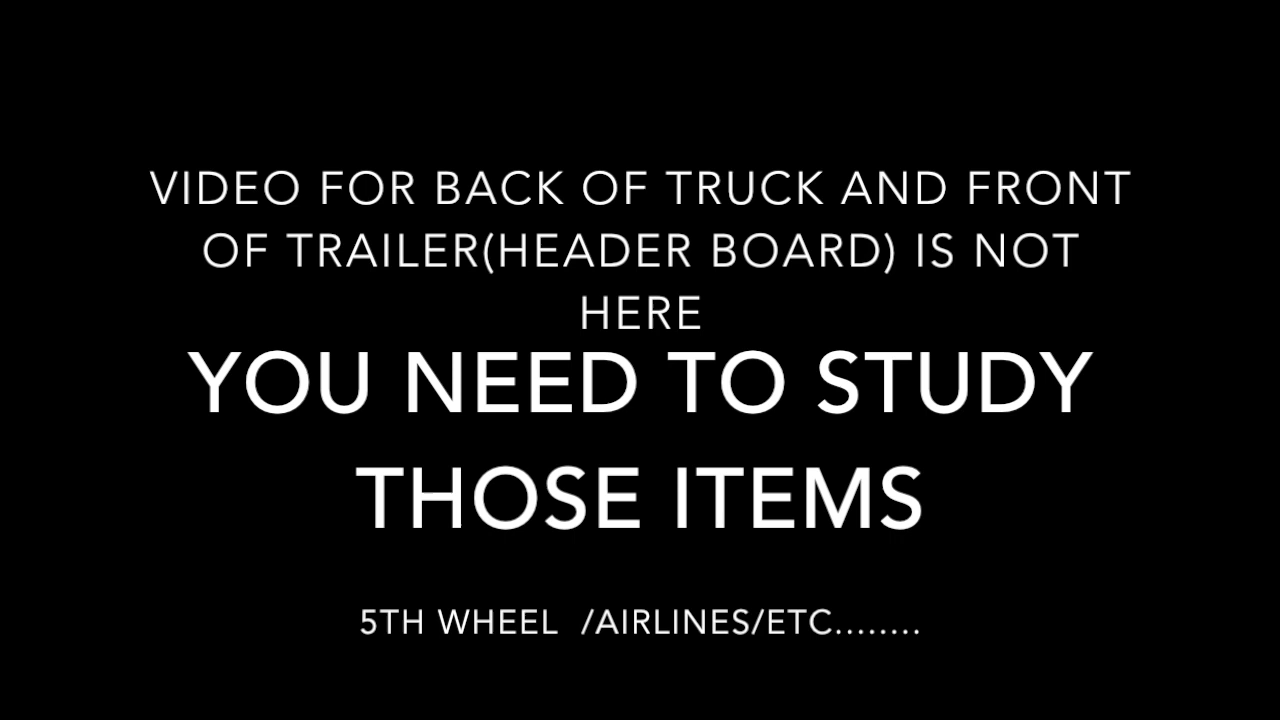 VIDEO FOR BACK OF TRUCK AND FRONT
OF TRAILER(HEADER BOARD) IS NOT
HERE
YOU NEED TO STUDY
THOSE ITEMS
5TH WHEEL  /AIRLINES/ETC........